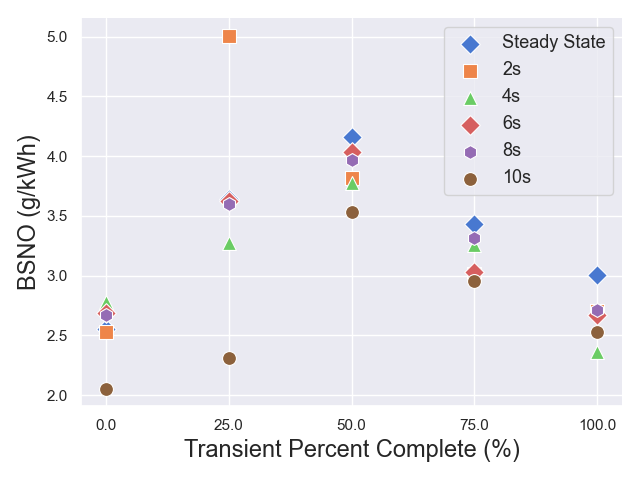 5.0
4.5
4.0
3.5
3.0
2.5
2.0
BSNO (g/kWh)
Steady State
2s
4s
6s
8s
10s
0.0 25.0 50.0 75.0 100.0
Transient Percent Complete (%)